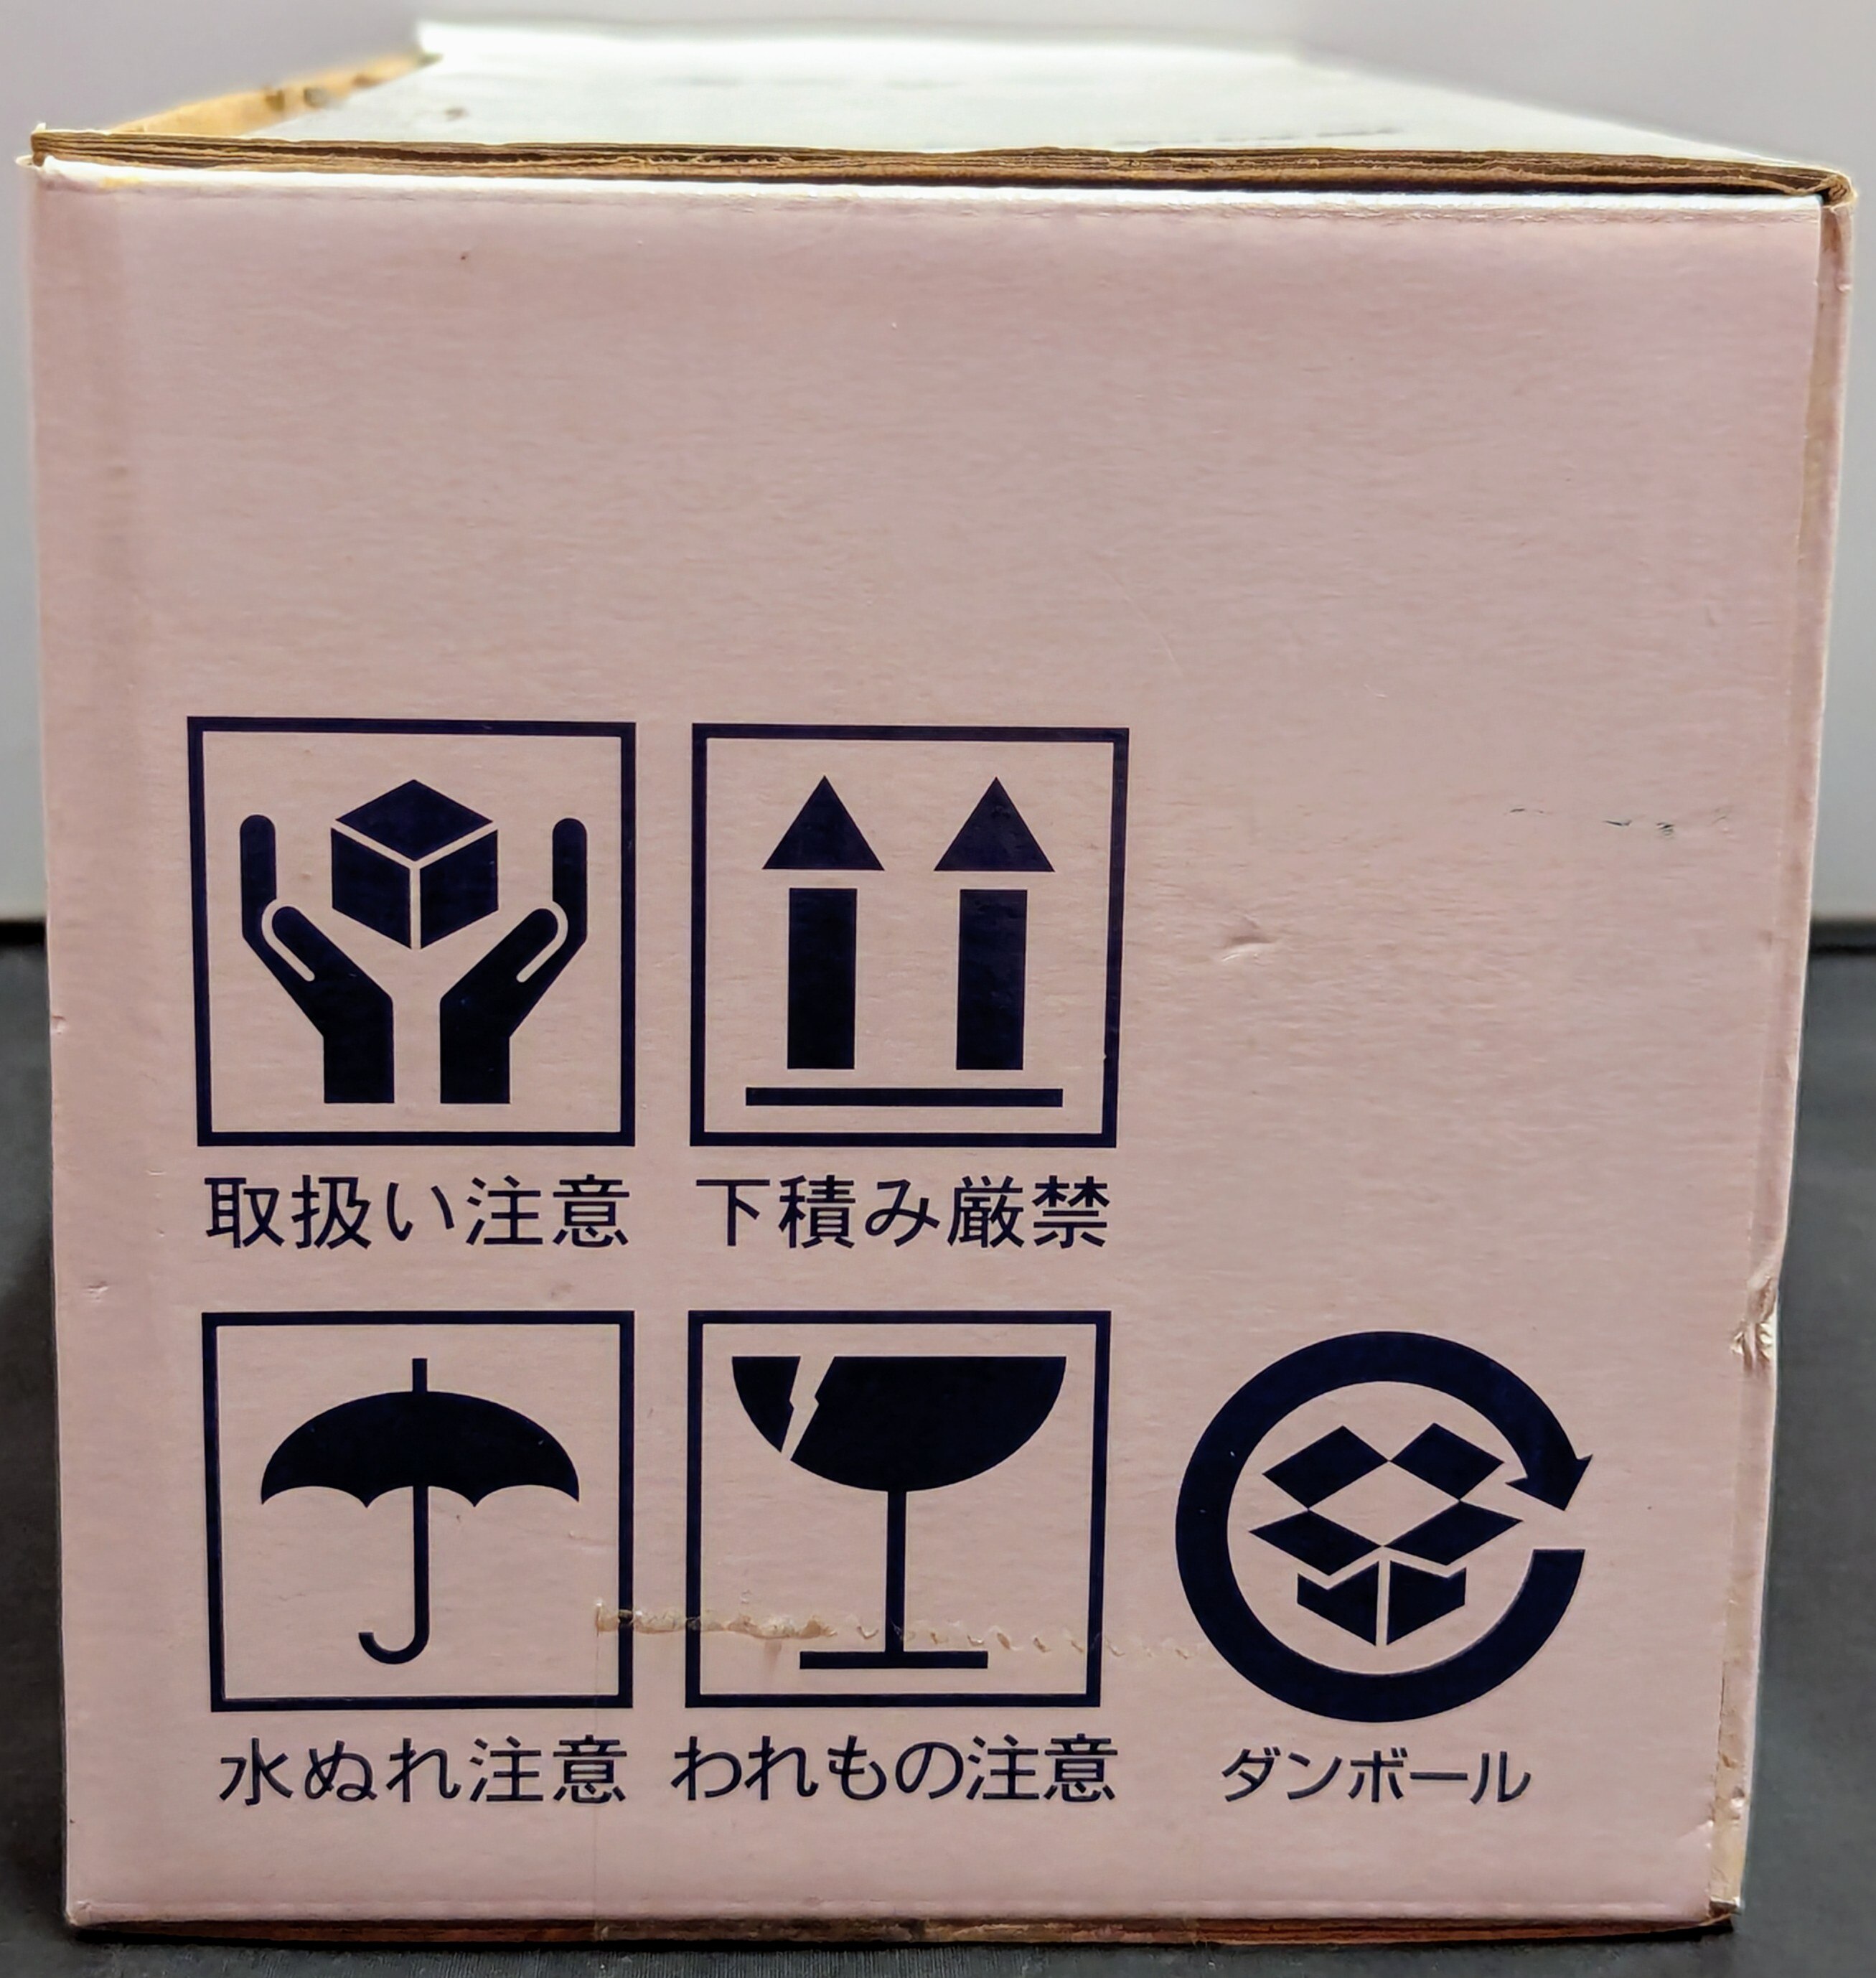 取扱い注意
下積み厳禁
水ぬれ注意
われもの注意
ダンボール